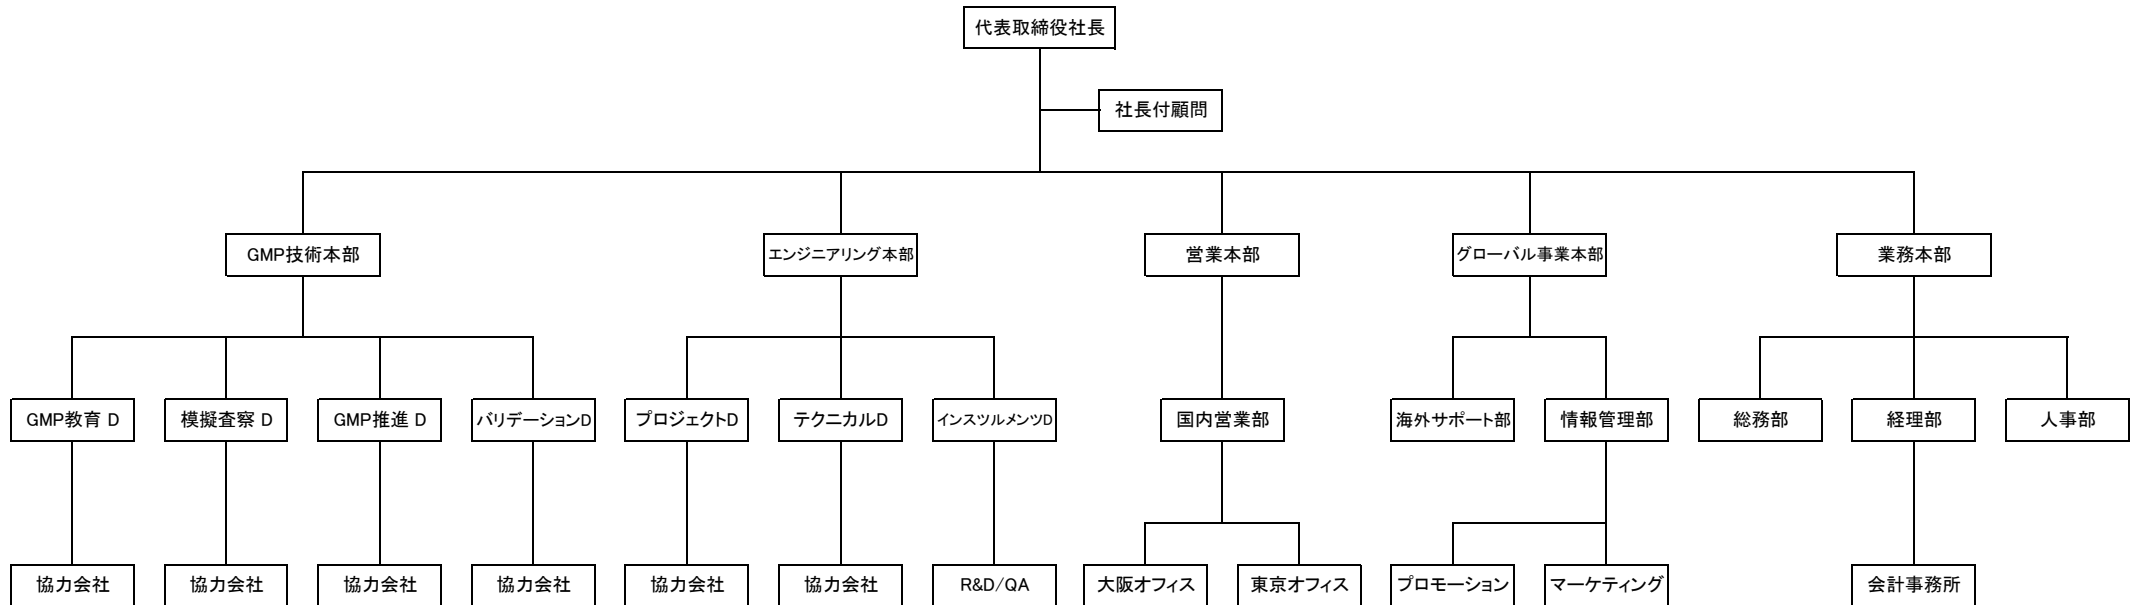 代表取締役社長
社長付顧問
GMP技術本部
エンジニアリング本部
営業本部
グローバル事業本部
業務本部
GMP教育 D
模擬査察 D
GMP推進 D
バリデーションD
プロジェクトD
テクニカルD
インスツルメンツD
国内営業部
海外サポート部
情報管理部
総務部
経理部
人事部
協力会社
協力会社
協力会社
協力会社
協力会社
協力会社
R&D/QA
大阪オフィス
東京オフィス
プロモーション
マーケティング
会計事務所